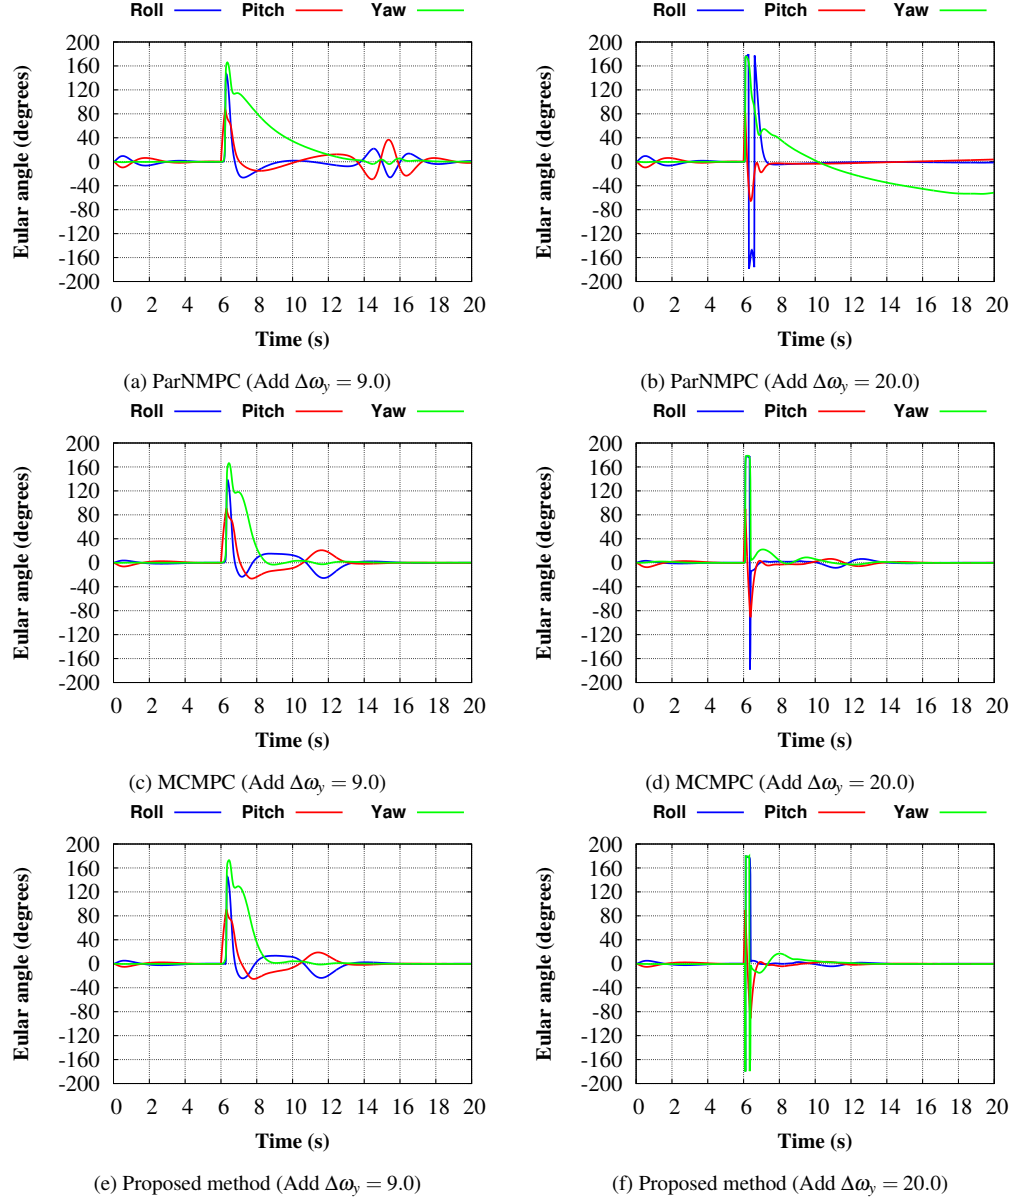 Roll Pitch Yaw
Eular angle (degrees)
200
160
120
80
40
0
-40
-80
-120
-160
-200
0 2 4 6 8 10 12 14 16 18 20
Time (s)
(a) ParNMPC (Add Δω_y = 9.0)
Roll Pitch Yaw
Eular angle (degrees)
200
160
120
80
40
0
-40
-80
-120
-160
-200
0 2 4 6 8 10 12 14 16 18 20
Time (s)
(b) ParNMPC (Add Δω_y = 20.0)
Roll Pitch Yaw
Eular angle (degrees)
200
160
120
80
40
0
-40
-80
-120
-160
-200
0 2 4 6 8 10 12 14 16 18 20
Time (s)
(c) MCMPC (Add Δω_y = 9.0)
Roll Pitch Yaw
Eular angle (degrees)
200
160
120
80
40
0
-40
-80
-120
-160
-200
0 2 4 6 8 10 12 14 16 18 20
Time (s)
(d) MCMPC (Add Δω_y = 20.0)
Roll Pitch Yaw
Eular angle (degrees)
200
160
120
80
40
0
-40
-80
-120
-160
-200
0 2 4 6 8 10 12 14 16 18 20
Time (s)
(e) Proposed method (Add Δω_y = 9.0)
Roll Pitch Yaw
Eular angle (degrees)
200
160
120
80
40
0
-40
-80
-120
-160
-200
0 2 4 6 8 10 12 14 16 18 20
Time (s)
(f) Proposed method (Add Δω_y = 20.0)